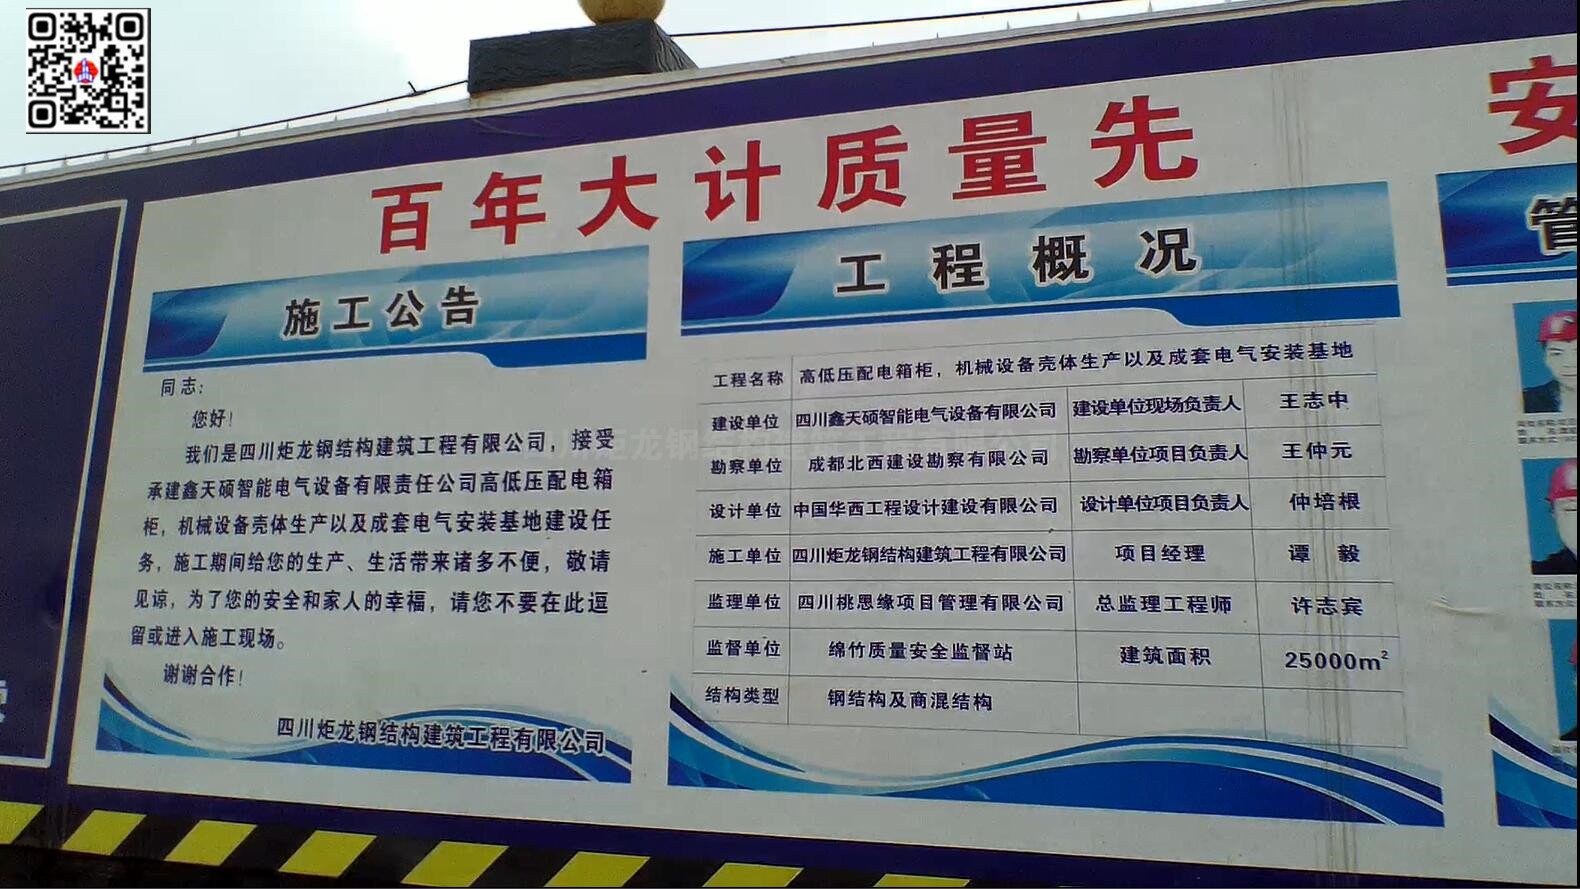 百年大计质量先
安
施工公告
同志：
您好！
我们是四川炬龙钢结构建筑工程有限公司，接受
承建鑫天硕智能电气设备有限责任公司高低压配电箱
柜，机械设备壳体生产以及成套电气安装基地建设任
务，施工期间给您的生产、生活带来诸多不便，敬请
见谅，为了您的安全和家人的幸福，请您不要在此逗
留或进入施工现场。
谢谢合作！
四川炬龙钢结构建筑工程有限公司
工程概况
工程名称 高低压配电箱柜，机械设备壳体生产以及成套电气安装基地
建设单位 四川鑫天硕智能电气设备有限公司 建设单位现场负责人 王志中
勘察单位 成都北西建设勘察有限公司 勘察单位项目负责人 王仲元
设计单位 中国华西工程设计建设有限公司 设计单位项目负责人 仲培根
施工单位 四川炬龙钢结构建筑工程有限公司 项目经理 谭毅
监理单位 四川桃恩缘项目管理有限公司 总监理工程师 许志宾
监督单位 绵竹质量安全监督站 建筑面积 25000m²
结构类型 钢结构及商混结构
管
四川炬龙钢结构建筑工程有限公司